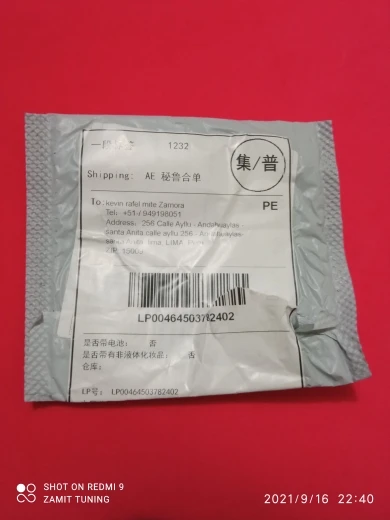 1232
集/普
Shipping: AE 秘鲁合单
To: kevin rafel mite Zamora
PE
Tel: +51-/ 949198051
Address: 256 Calle Ayllu - Andahuaylas
santa Anita calle ayllu 256 - Andahuaylas
lima, LIMA,
LP00464503782402
是否带电池: 否
是否带有非液体化妆品: 否
仓库:
LP号: LP00464503782402
SHOT ON REDMI 9
ZAMIT TUNING
2021/9/16 22:40